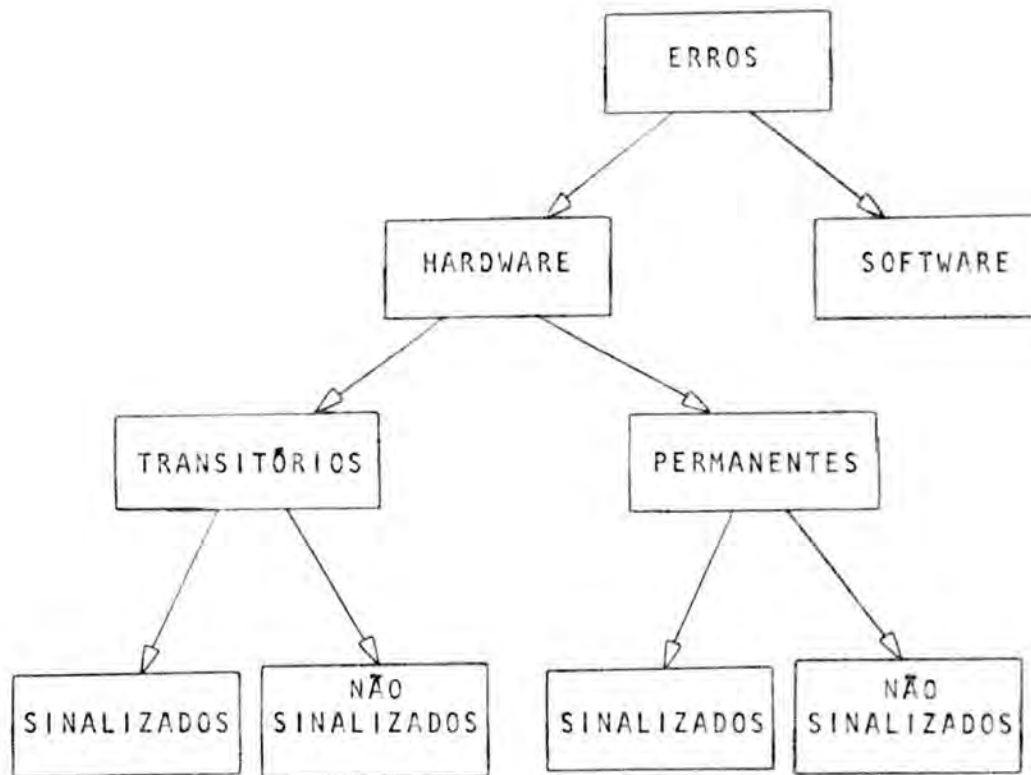 ERROS
HARDWARE
SOFTWARE
TRANSITÓRIOS
PERMANENTES
SINALIZADOS
NÃO
SINALIZADOS
SINALIZADOS
NÃO
SINALIZADOS